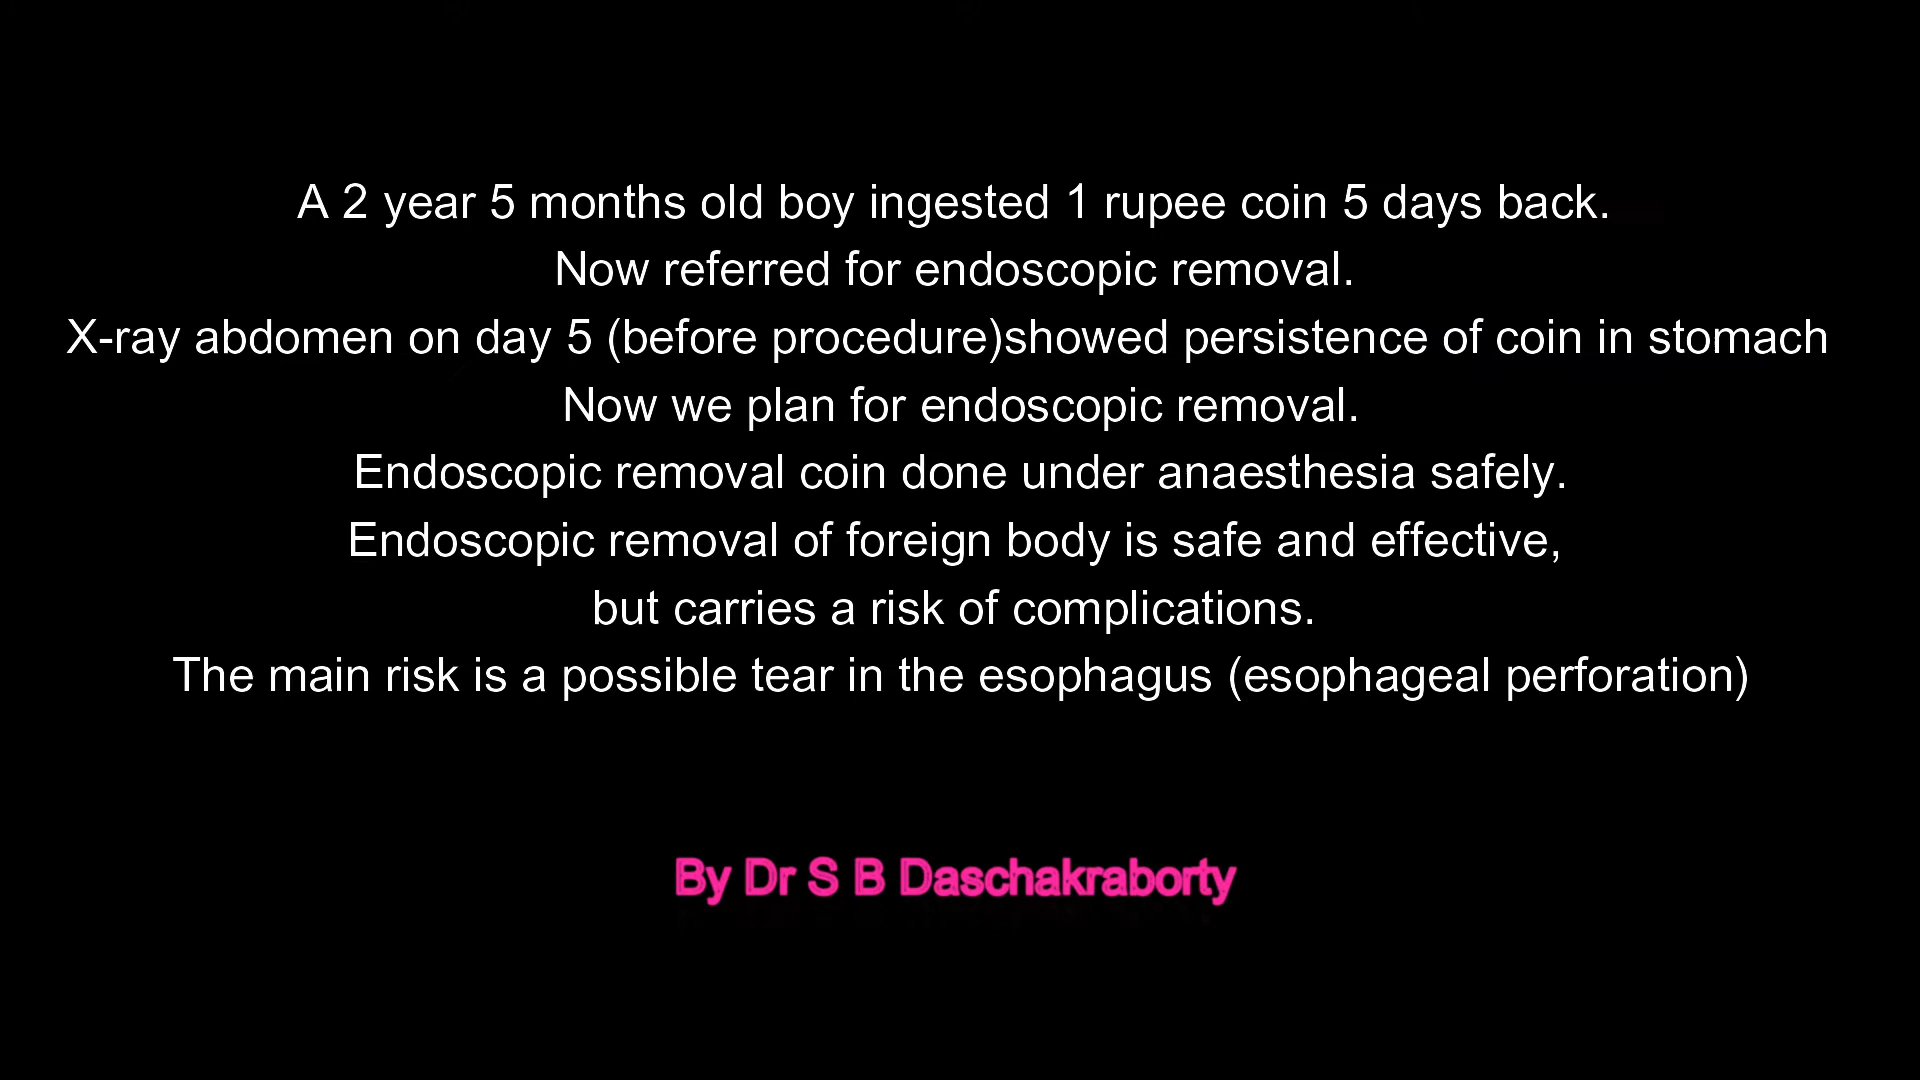 A 2 year 5 months old boy ingested 1 rupee coin 5 days back.
Now referred for endoscopic removal.
X-ray abdomen on day 5 (before procedure)showed persistence of coin in stomach
Now we plan for endoscopic removal.
Endoscopic removal coin done under anaesthesia safely.
Endoscopic removal of foreign body is safe and effective,
but carries a risk of complications.
The main risk is a possible tear in the esophagus (esophageal perforation)
By Dr S B Daschakraborty